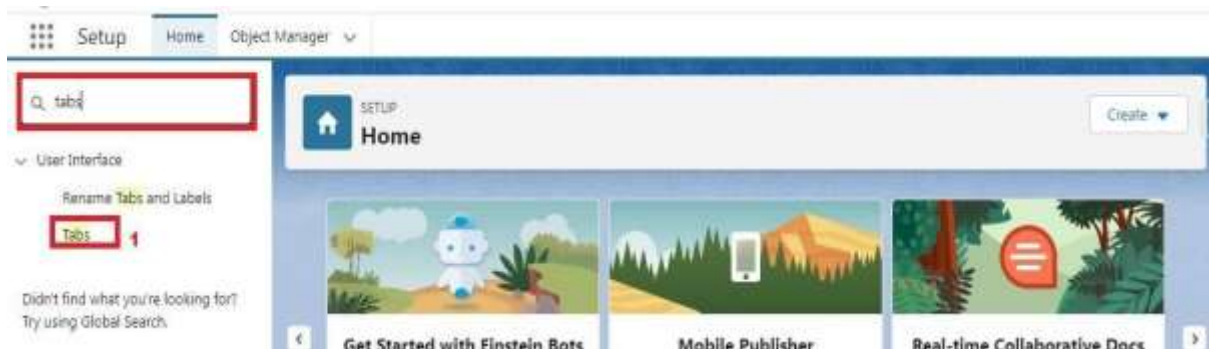 Setup Home Object Manager
tabs
SETUP
Home
Create
User Interface
Rename Tabs and Labels
Tabs 1
Didn't find what you're looking for?
Try using Global Search.
Get Started with Einstein Bots
Mobile Publisher
Real-time Collaborative Docs